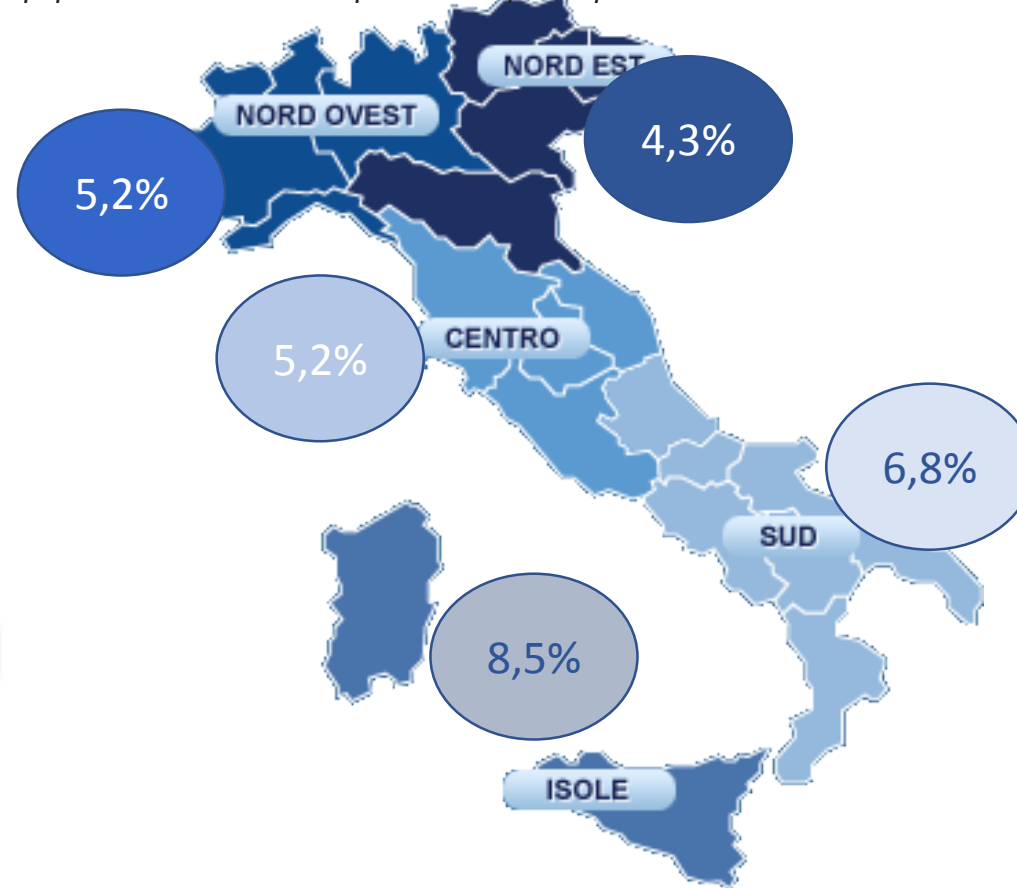 NORD EST
NORD OVEST
4,3%
5,2%
CENTRO
5,2%
6,8%
SUD
8,5%
ISOLE